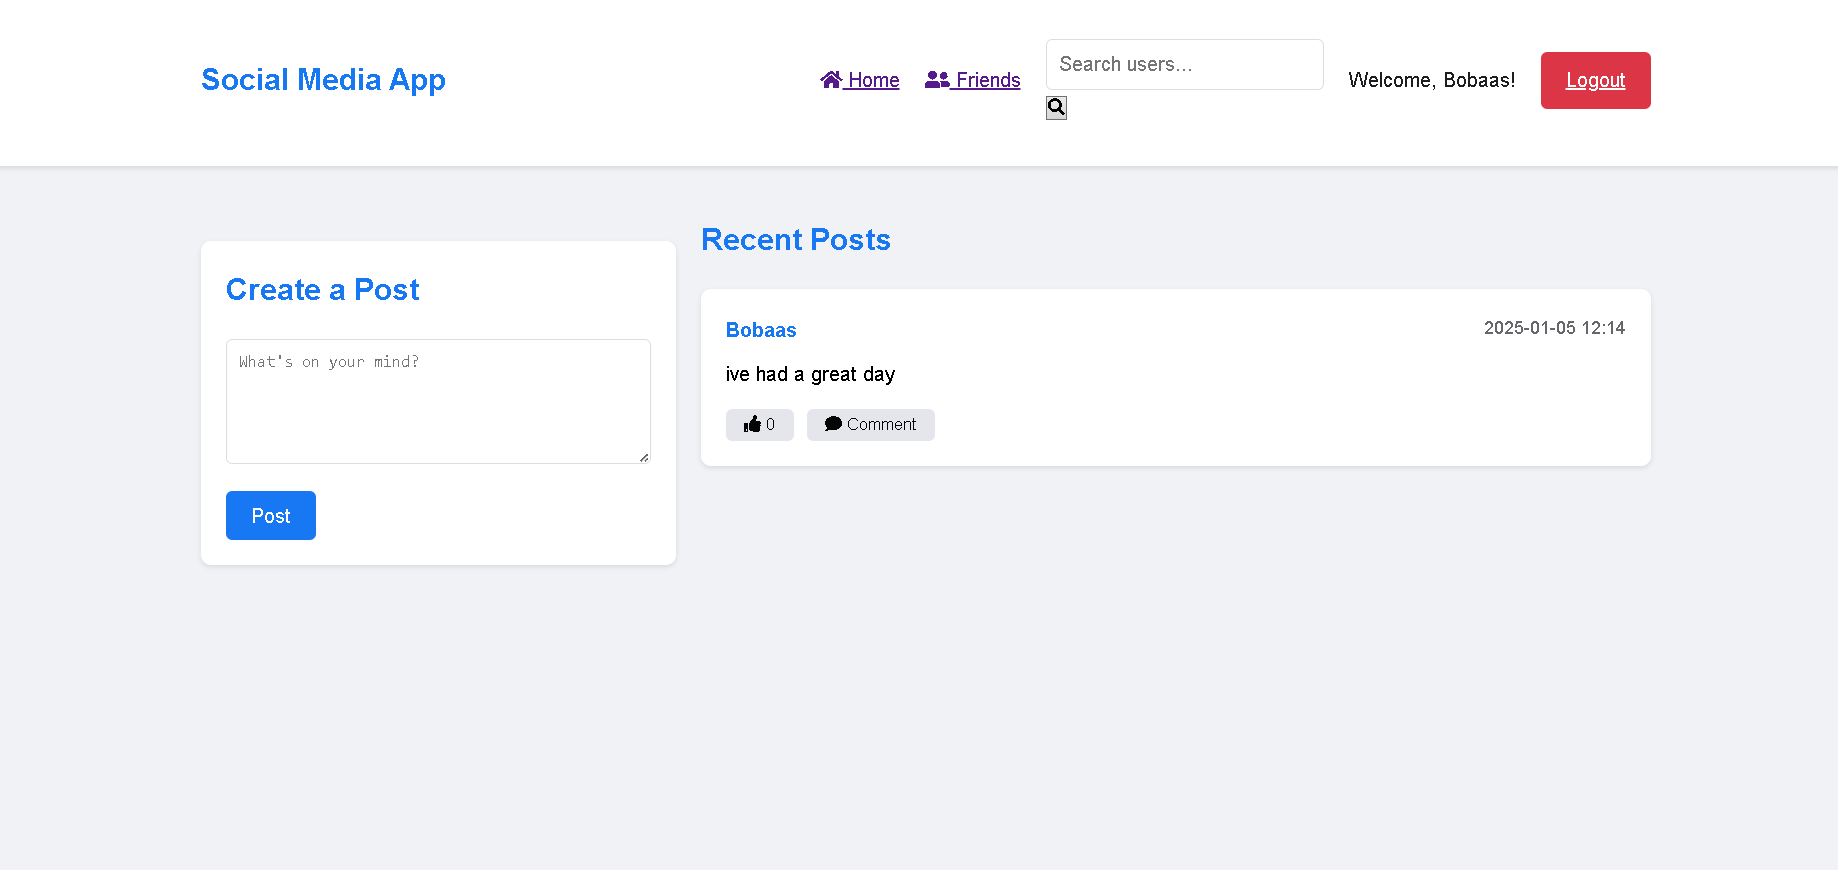 Social Media App
Home
Friends
Search users...
Welcome, Bobaas!
Logout
Create a Post
What's on your mind?
Post
Recent Posts
Bobaas
2025-01-05 12:14
ive had a great day
0
Comment